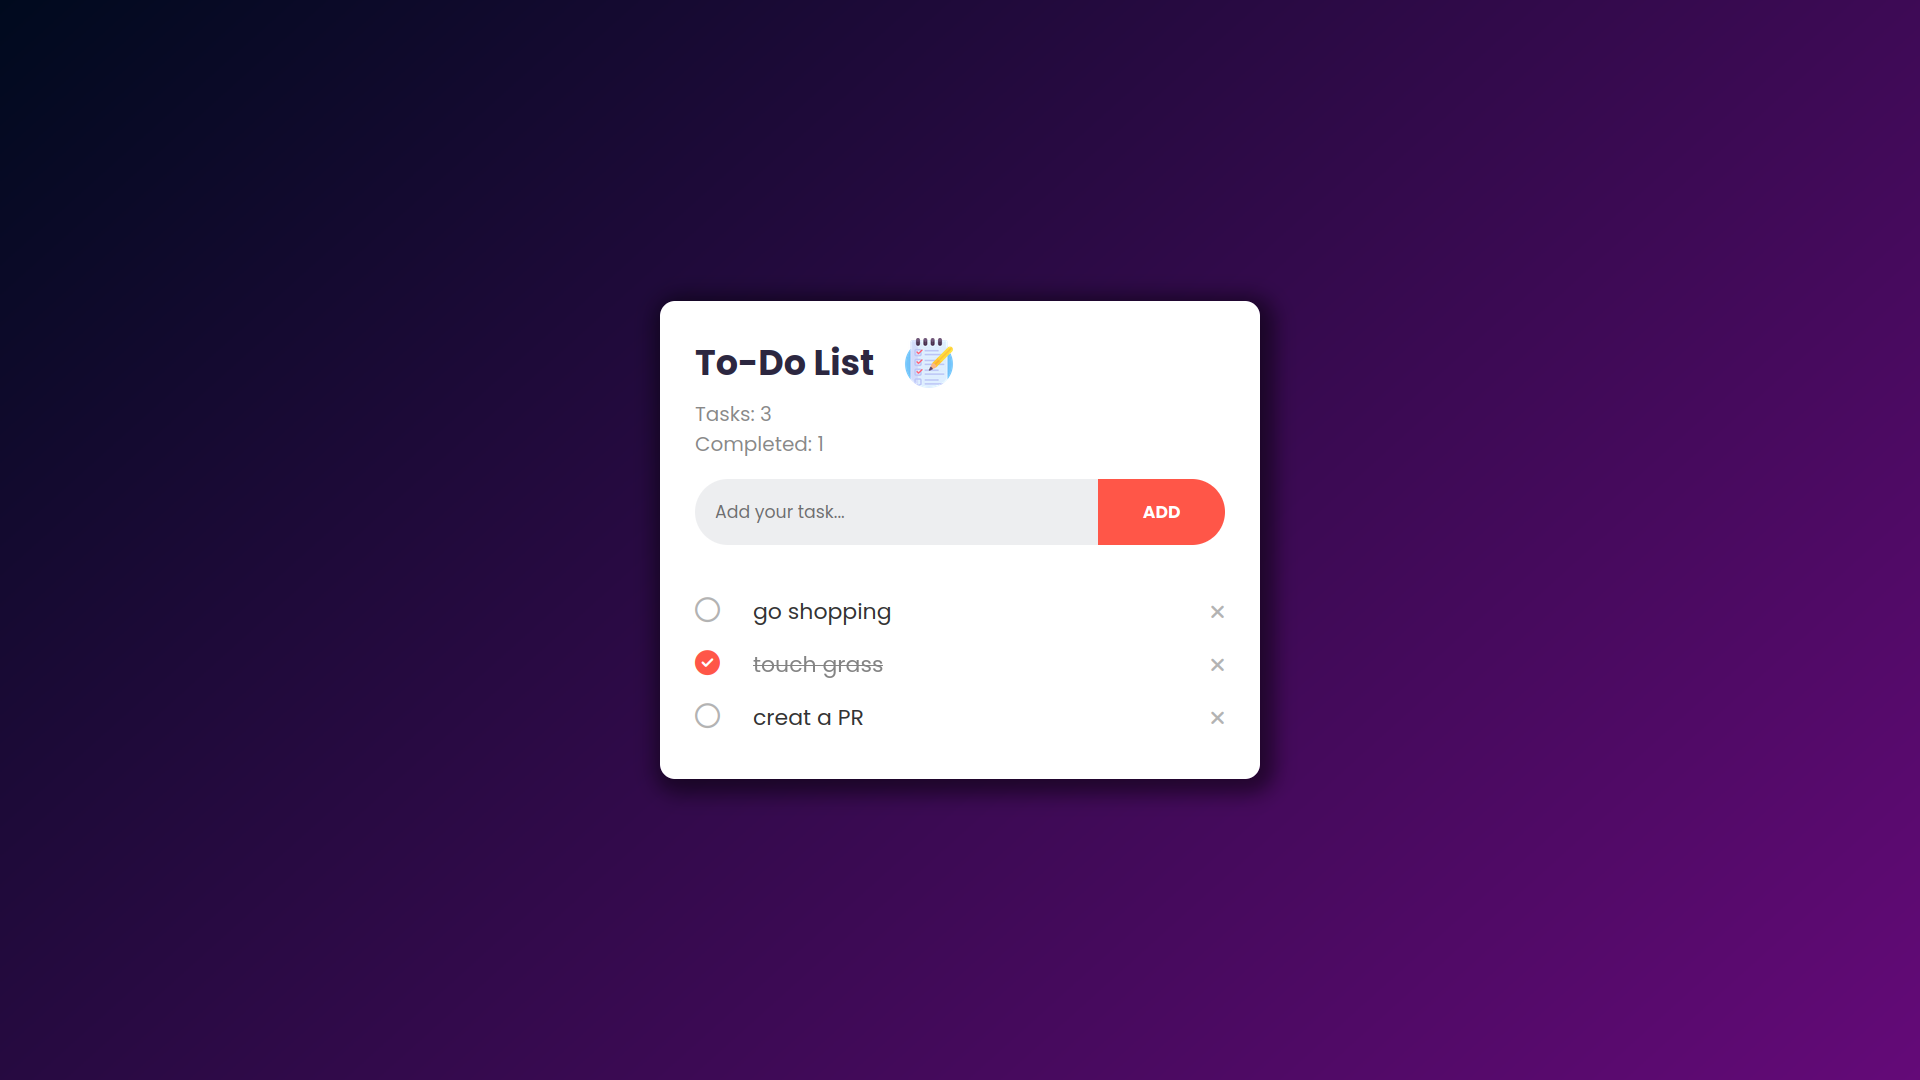 To-Do List
Tasks: 3
Completed: 1
Add your task...
ADD
go shopping
touch grass
creat a PR